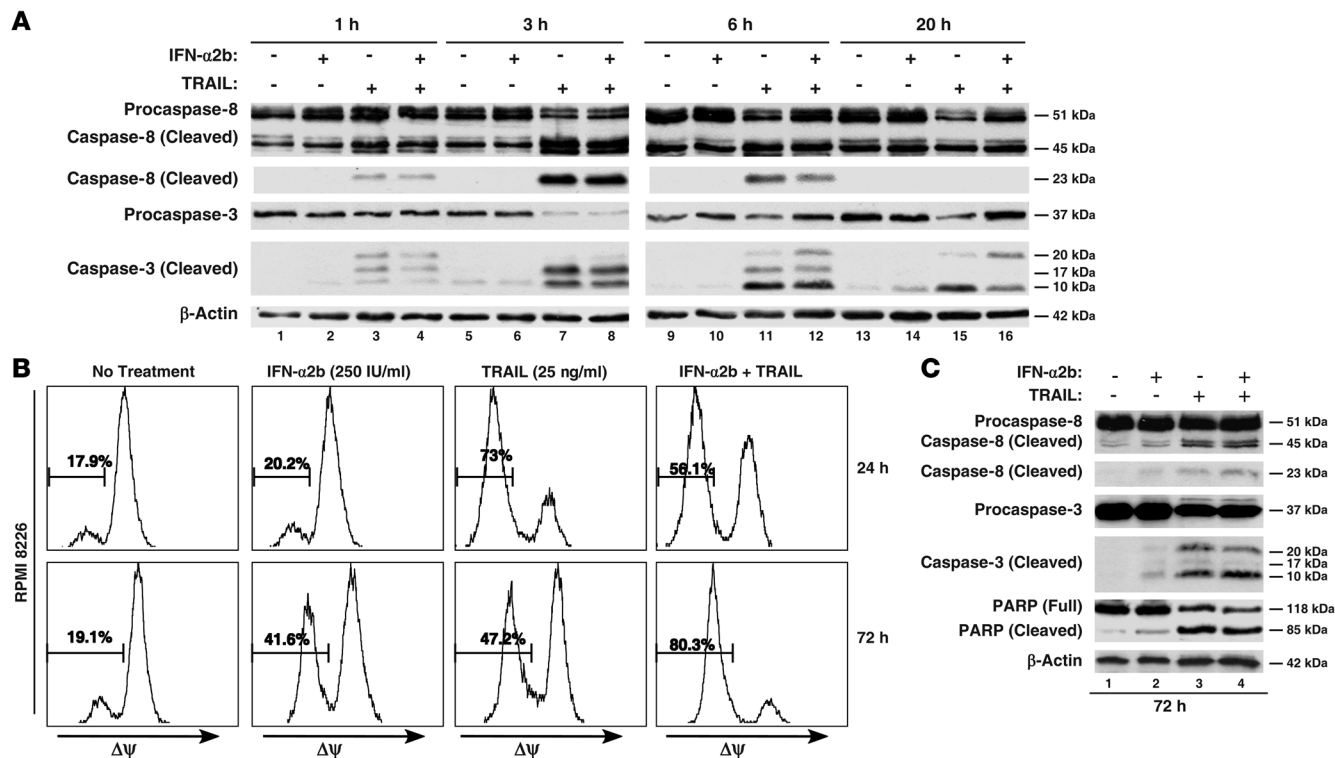 A
1 h 3 h 6 h 20 h
IFN-α2b: - + - + - + - + - + - + - + - +
TRAIL: - - + + - - + + - - + + - - + +
Procaspase-8 51 kDa
Caspase-8 (Cleaved) 45 kDa
Caspase-8 (Cleaved) 23 kDa
Procaspase-3 37 kDa
20 kDa
Caspase-3 (Cleaved) 17 kDa
10 kDa
β-Actin 42 kDa
1 2 3 4 5 6 7 8 9 10 11 12 13 14 15 16
B
No Treatment IFN-α2b (250 IU/ml) TRAIL (25 ng/ml) IFN-α2b + TRAIL
17.9% 20.2% 73% 56.1% 24 h
RPMI 8226
19.1% 41.6% 47.2% 80.3% 72 h
ΔΨ ΔΨ ΔΨ ΔΨ
C
IFN-α2b: - + - +
TRAIL: - - + +
Procaspase-8 51 kDa
Caspase-8 (Cleaved) 45 kDa
Caspase-8 (Cleaved) 23 kDa
Procaspase-3 37 kDa
20 kDa
Caspase-3 (Cleaved) 17 kDa
10 kDa
PARP (Full) 118 kDa
PARP (Cleaved) 85 kDa
β-Actin 42 kDa
1 2 3 4
72 h